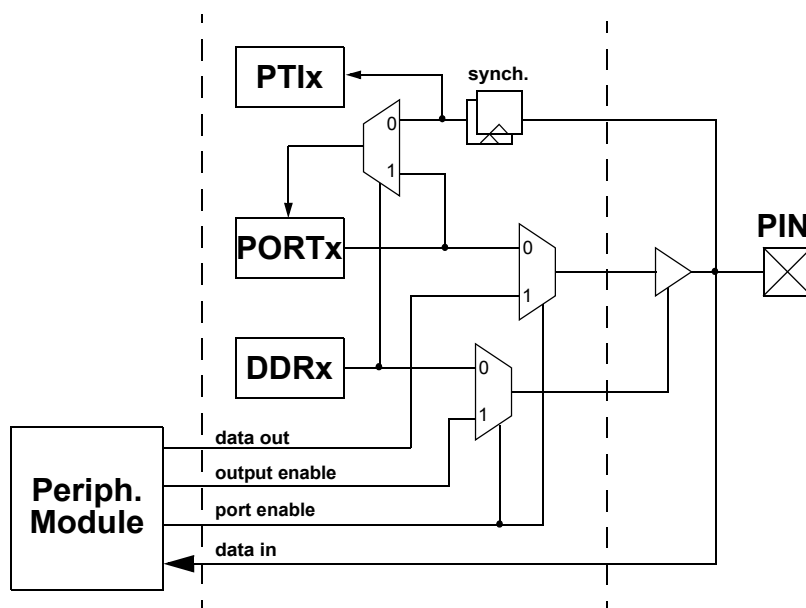 PTIx
synch.
0
1
PORTx
PIN
0
1
DDRx
0
1
data out
output enable
Periph.
Module
port enable
data in